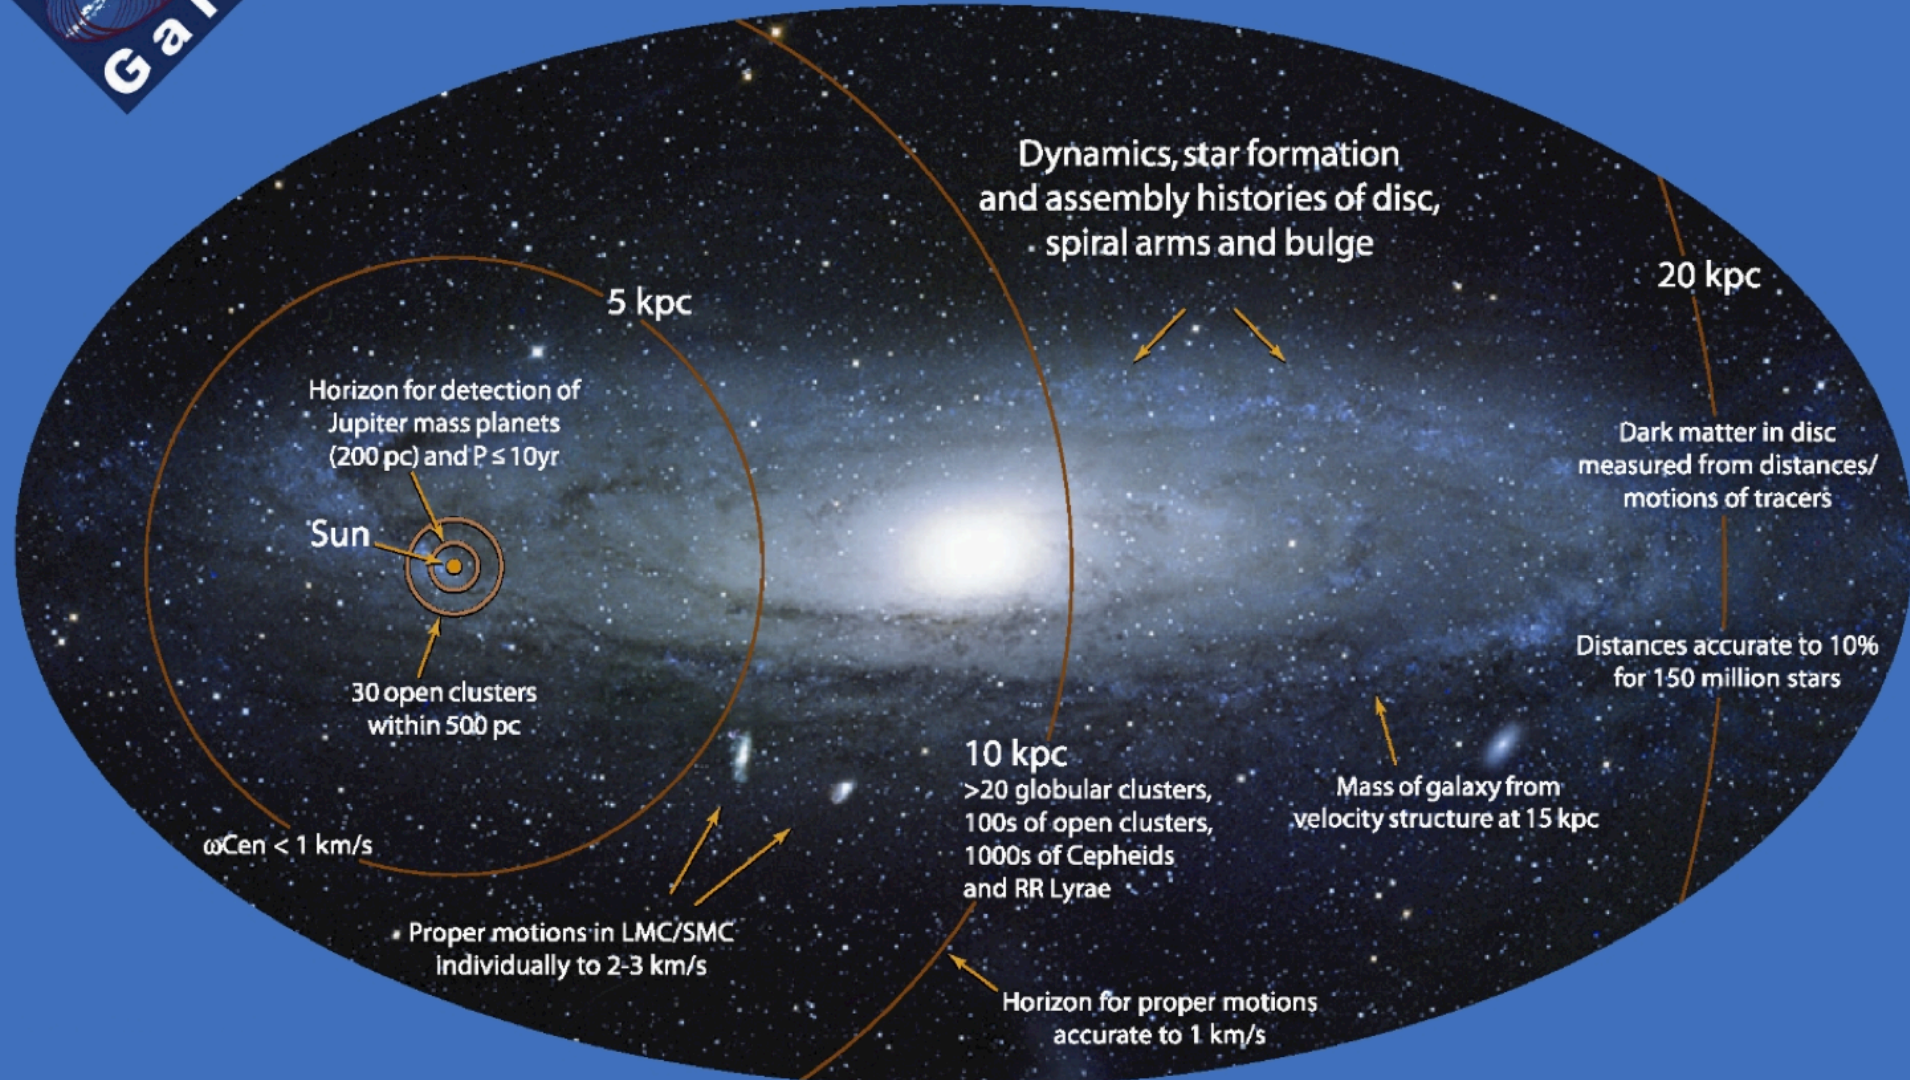 Dynamics, star formation
and assembly histories of disc,
spiral arms and bulge
20 kpc
5 kpc
Horizon for detection of
Jupiter mass planets
(200 pc) and P ≤ 10yr
Sun
Dark matter in disc
measured from distances/
motions of tracers
Distances accurate to 10%
for 150 million stars
30 open clusters
within 500 pc
10 kpc
>20 globular clusters,
100s of open clusters,
1000s of Cepheids
and RR Lyrae
Mass of galaxy from
velocity structure at 15 kpc
ωCen < 1 km/s
Proper motions in LMC/SMC
individually to 2-3 km/s
Horizon for proper motions
accurate to 1 km/s